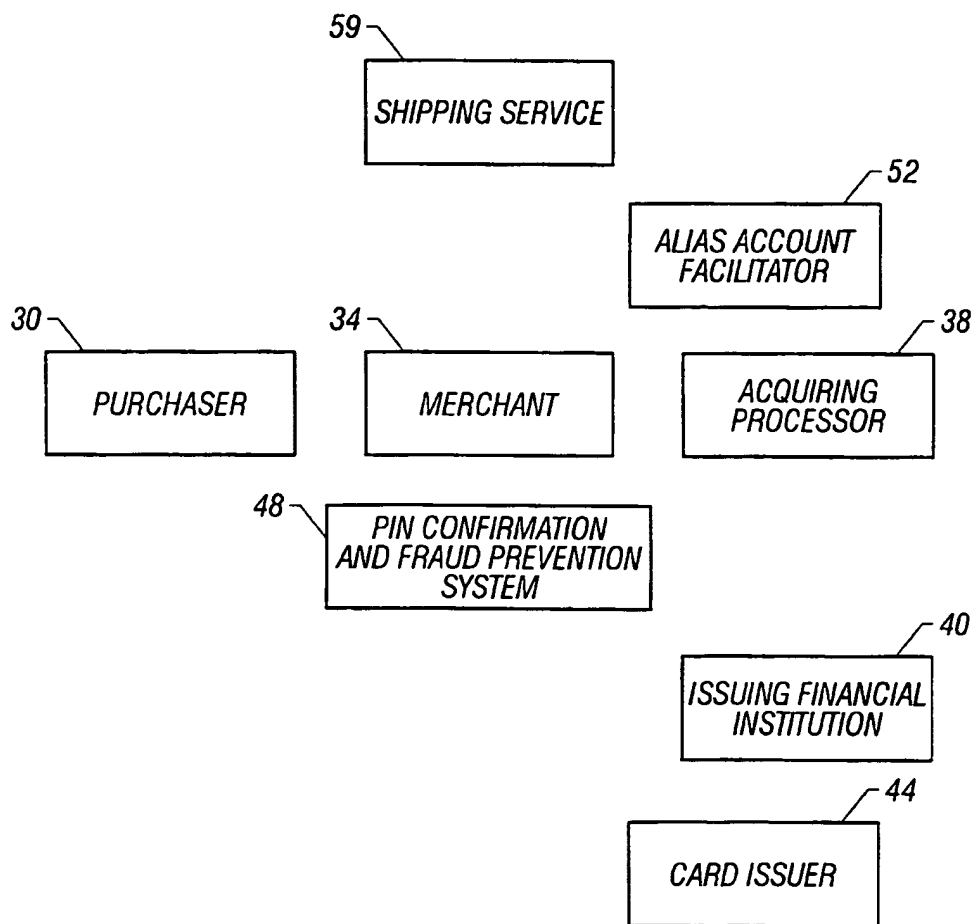 59
SHIPPING SERVICE
52
ALIAS ACCOUNT
FACILITATOR
30
PURCHASER
34
MERCHANT
38
ACQUIRING
PROCESSOR
48
PIN CONFIRMATION
AND FRAUD PREVENTION
SYSTEM
40
ISSUING FINANCIAL
INSTITUTION
44
CARD ISSUER